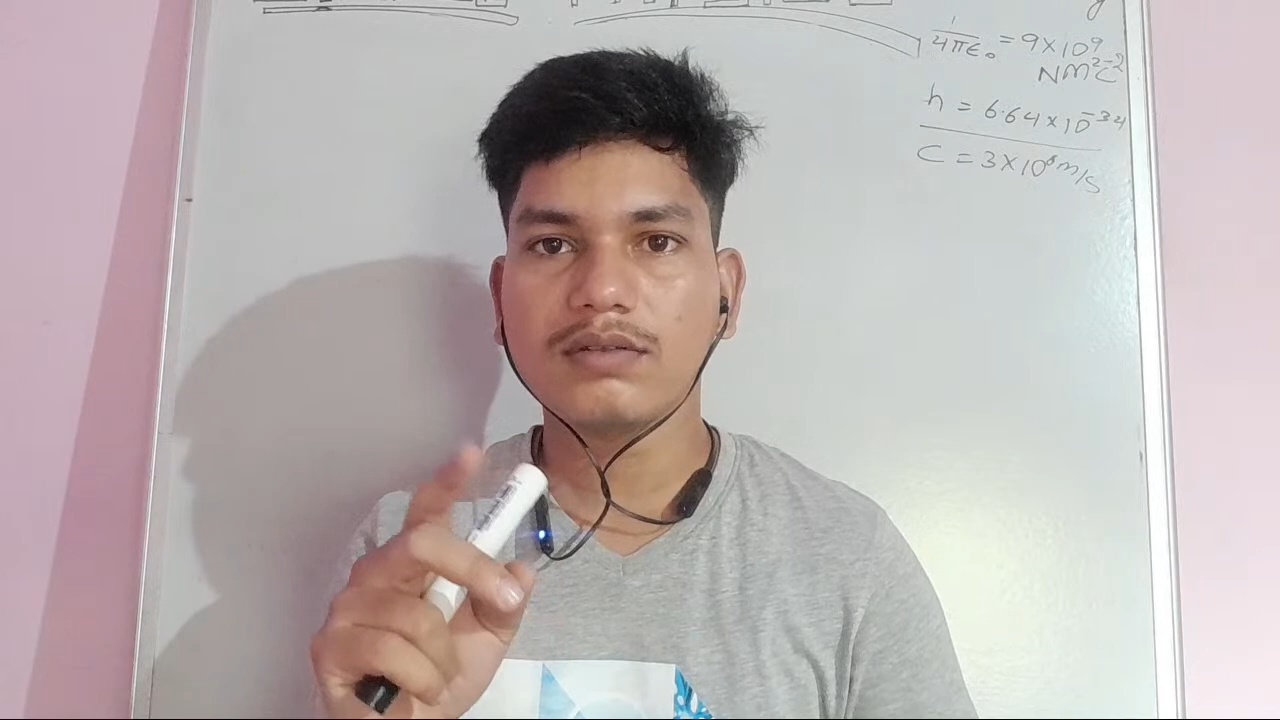 1/4πε₀ = 9×10⁹
NM²C⁻²
h = 6.64×10⁻³⁴
C = 3×10⁸ m/s